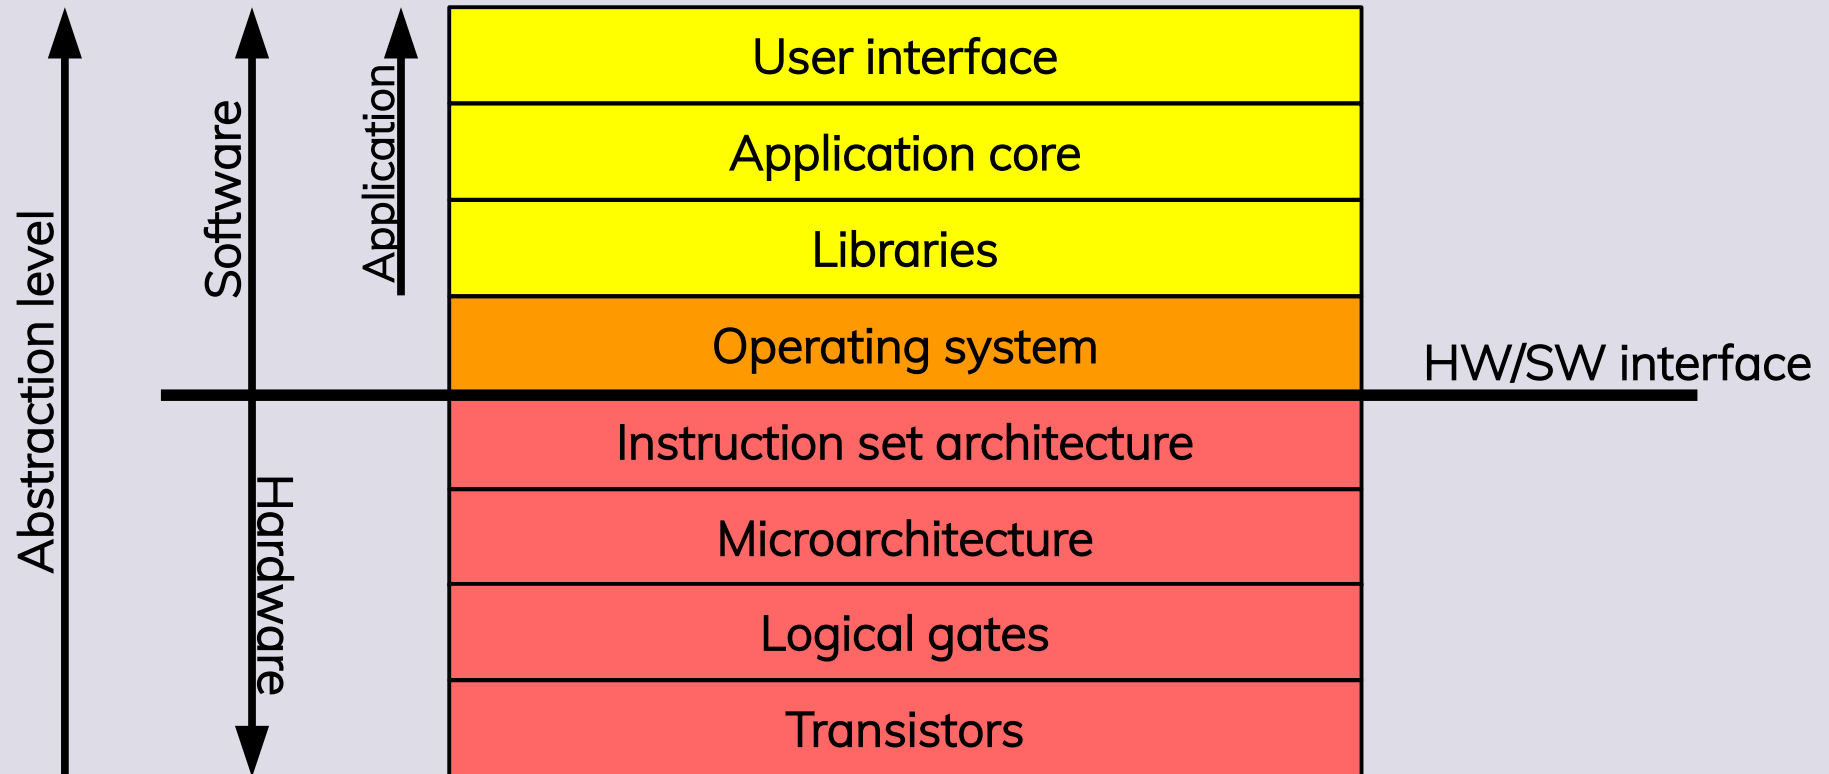 Abstraction level
Software
Hardware
Application
User interface
Application core
Libraries
Operating system
HW/SW interface
Instruction set architecture
Microarchitecture
Logical gates
Transistors